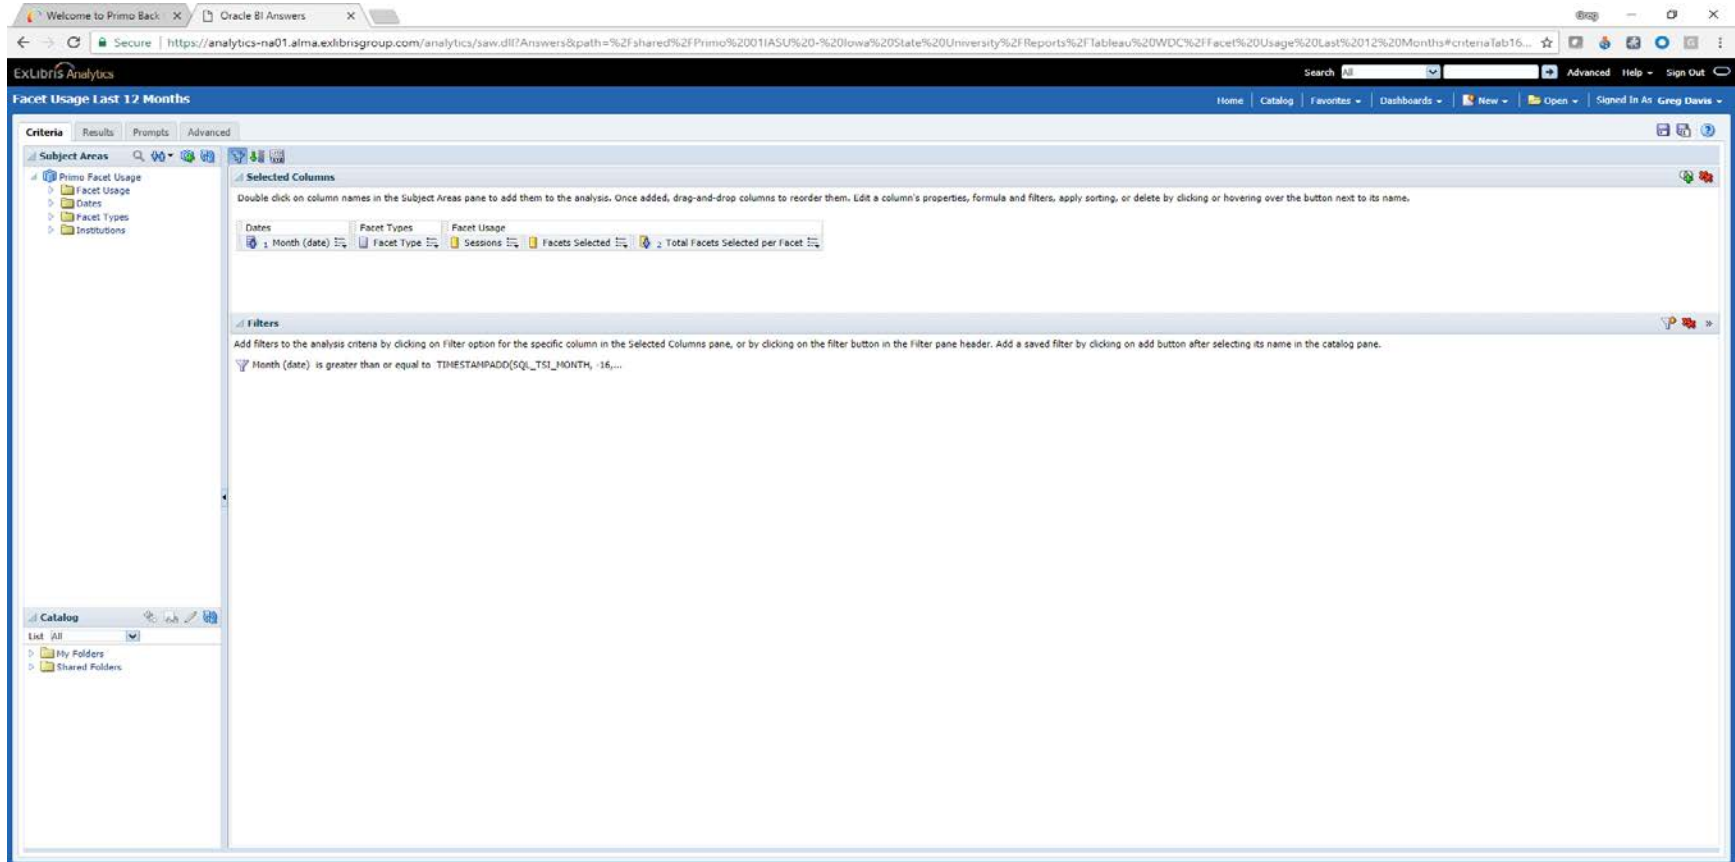 Welcome to Primo Back
Oracle BI Answers
Greg
Secure | https://analytics-na01.alma.exlibrisgroup.com/analytics/saw.dll?Answers&path=%2Fshared%2FPrimo%2001IASU%20-%20Iowa%20State%20University%2FReports%2FTableau%20WDC%2FFacet%20Usage%20Last%2012%20Months#criteriaTab16...
ExLibris Analytics
Search All Advanced Help Sign Out
Facet Usage Last 12 Months
Home Catalog Favorites Dashboards New Open Signed In As Greg Davis
Criteria Results Prompts Advanced
Subject Areas
Primo Facet Usage
Facet Usage
Dates
Facet Types
Institutions
Selected Columns
Double click on column names in the Subject Areas pane to add them to the analysis. Once added, drag-and-drop columns to reorder them. Edit a column's properties, formula and filters, apply sorting, or delete by clicking or hovering over the button next to its name.
Dates Facet Types Facet Usage
1 Month (date) Facet Type Sessions Facets Selected 2 Total Facets Selected per Facet
Filters
Add filters to the analysis criteria by clicking on Filter option for the specific column in the Selected Columns pane, or by clicking on the filter button in the Filter pane header. Add a saved filter by clicking on add button after selecting its name in the catalog pane.
Month (date) is greater than or equal to TIMESTAMPADD(SQL_TSI_MONTH, -16,...
Catalog
List All
My Folders
Shared Folders